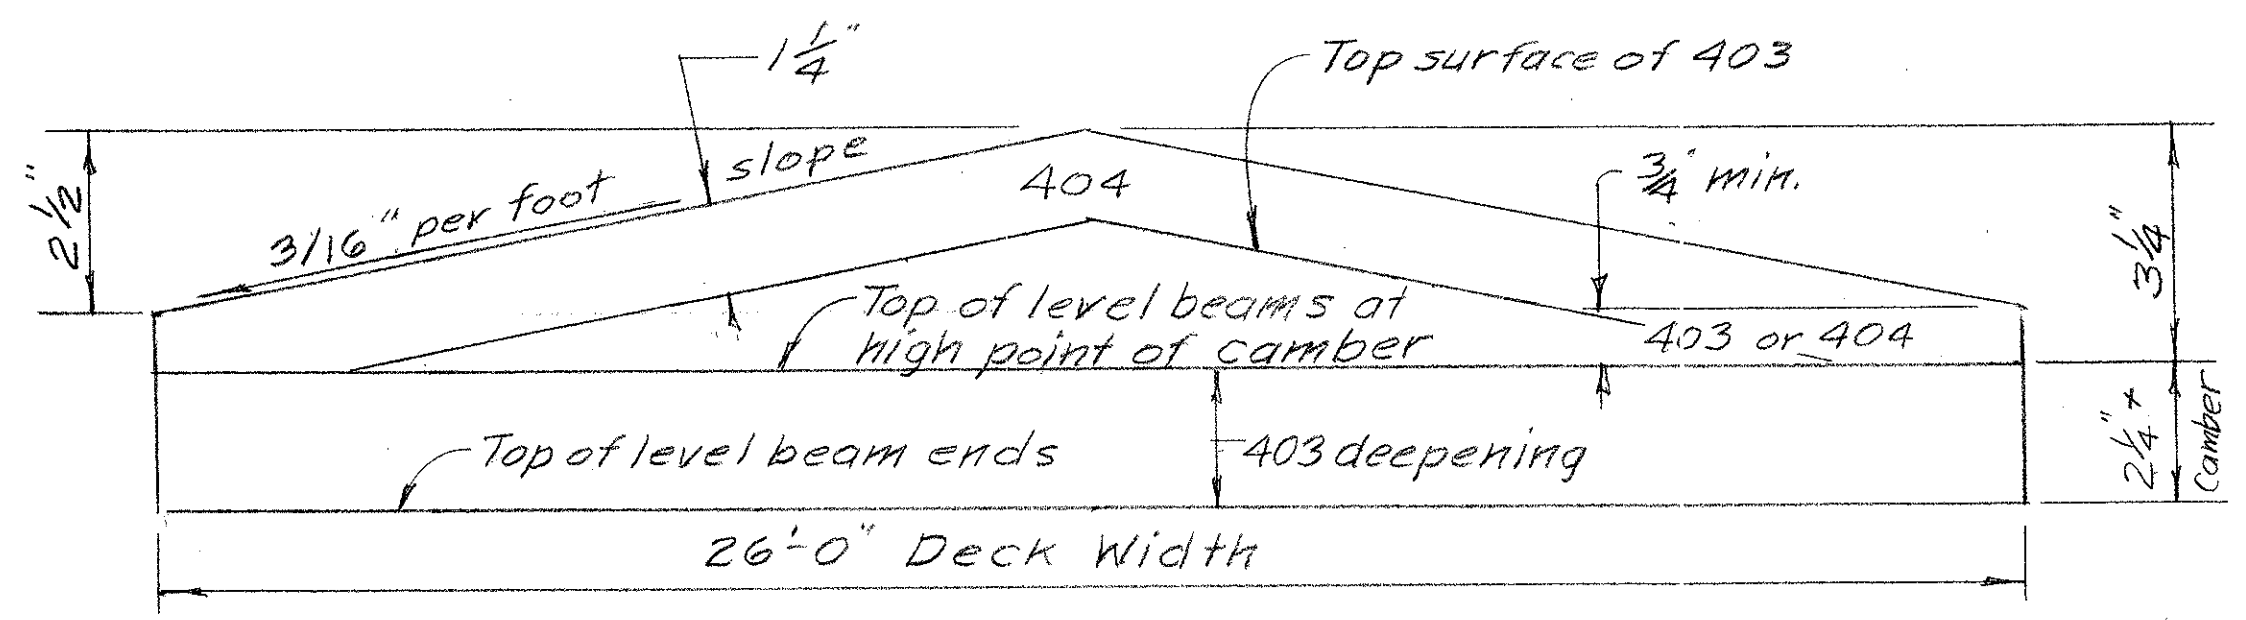 1 1/4"
Top surface of 403
2 1/2"
3/16" per foot
slope
404
3/4" min.
3 1/4"
Top of level beams at
high point of camber
403 or 404
Top of level beam ends
403 deepening
2 1/4" +
Camber
26'-0" Deck Width